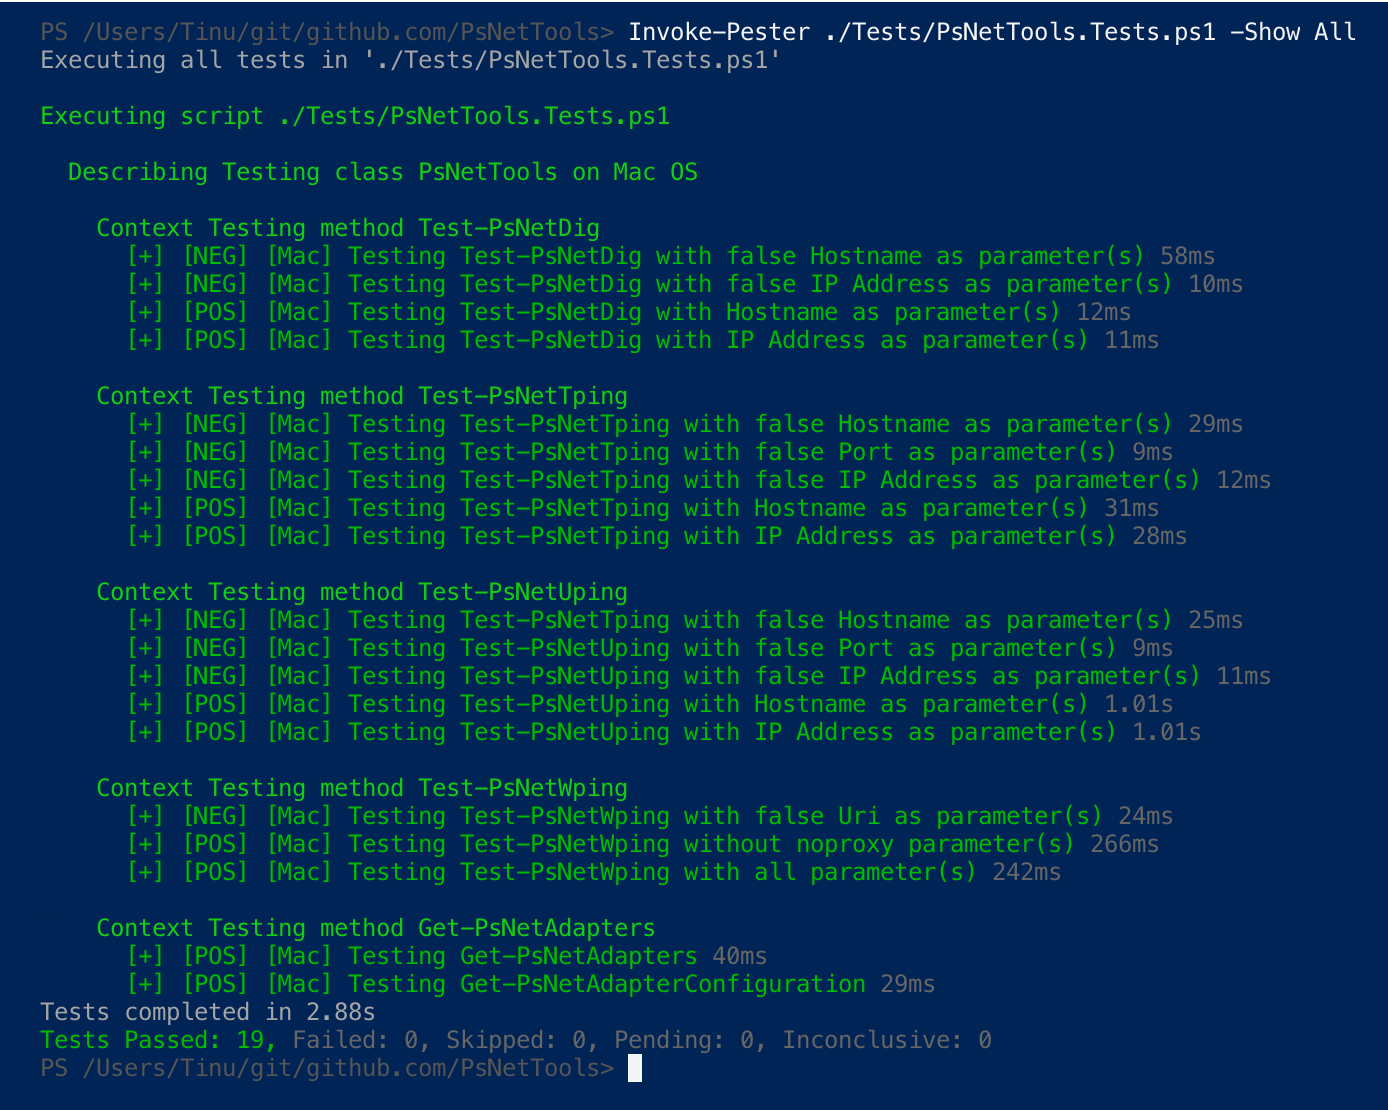 PS /Users/Tinu/git/github.com/PsNetTools> Invoke-Pester ./Tests/PsNetTools.Tests.ps1 -Show All
Executing all tests in './Tests/PsNetTools.Tests.ps1'
Executing script ./Tests/PsNetTools.Tests.ps1
Describing Testing class PsNetTools on Mac OS
Context Testing method Test-PsNetDig
[+] [NEG] [Mac] Testing Test-PsNetDig with false Hostname as parameter(s) 58ms
[+] [NEG] [Mac] Testing Test-PsNetDig with false IP Address as parameter(s) 10ms
[+] [POS] [Mac] Testing Test-PsNetDig with Hostname as parameter(s) 12ms
[+] [POS] [Mac] Testing Test-PsNetDig with IP Address as parameter(s) 11ms
Context Testing method Test-PsNetTping
[+] [NEG] [Mac] Testing Test-PsNetTping with false Hostname as parameter(s) 29ms
[+] [NEG] [Mac] Testing Test-PsNetTping with false Port as parameter(s) 9ms
[+] [NEG] [Mac] Testing Test-PsNetTping with false IP Address as parameter(s) 12ms
[+] [POS] [Mac] Testing Test-PsNetTping with Hostname as parameter(s) 31ms
[+] [POS] [Mac] Testing Test-PsNetTping with IP Address as parameter(s) 28ms
Context Testing method Test-PsNetUping
[+] [NEG] [Mac] Testing Test-PsNetTping with false Hostname as parameter(s) 25ms
[+] [NEG] [Mac] Testing Test-PsNetUping with false Port as parameter(s) 9ms
[+] [NEG] [Mac] Testing Test-PsNetUping with false IP Address as parameter(s) 11ms
[+] [POS] [Mac] Testing Test-PsNetUping with Hostname as parameter(s) 1.01s
[+] [POS] [Mac] Testing Test-PsNetUping with IP Address as parameter(s) 1.01s
Context Testing method Test-PsNetWping
[+] [NEG] [Mac] Testing Test-PsNetWping with false Uri as parameter(s) 24ms
[+] [POS] [Mac] Testing Test-PsNetWping without noproxy parameter(s) 266ms
[+] [POS] [Mac] Testing Test-PsNetWping with all parameter(s) 242ms
Context Testing method Get-PsNetAdapters
[+] [POS] [Mac] Testing Get-PsNetAdapters 40ms
[+] [POS] [Mac] Testing Get-PsNetAdapterConfiguration 29ms
Tests completed in 2.88s
Tests Passed: 19, Failed: 0, Skipped: 0, Pending: 0, Inconclusive: 0
PS /Users/Tinu/git/github.com/PsNetTools>